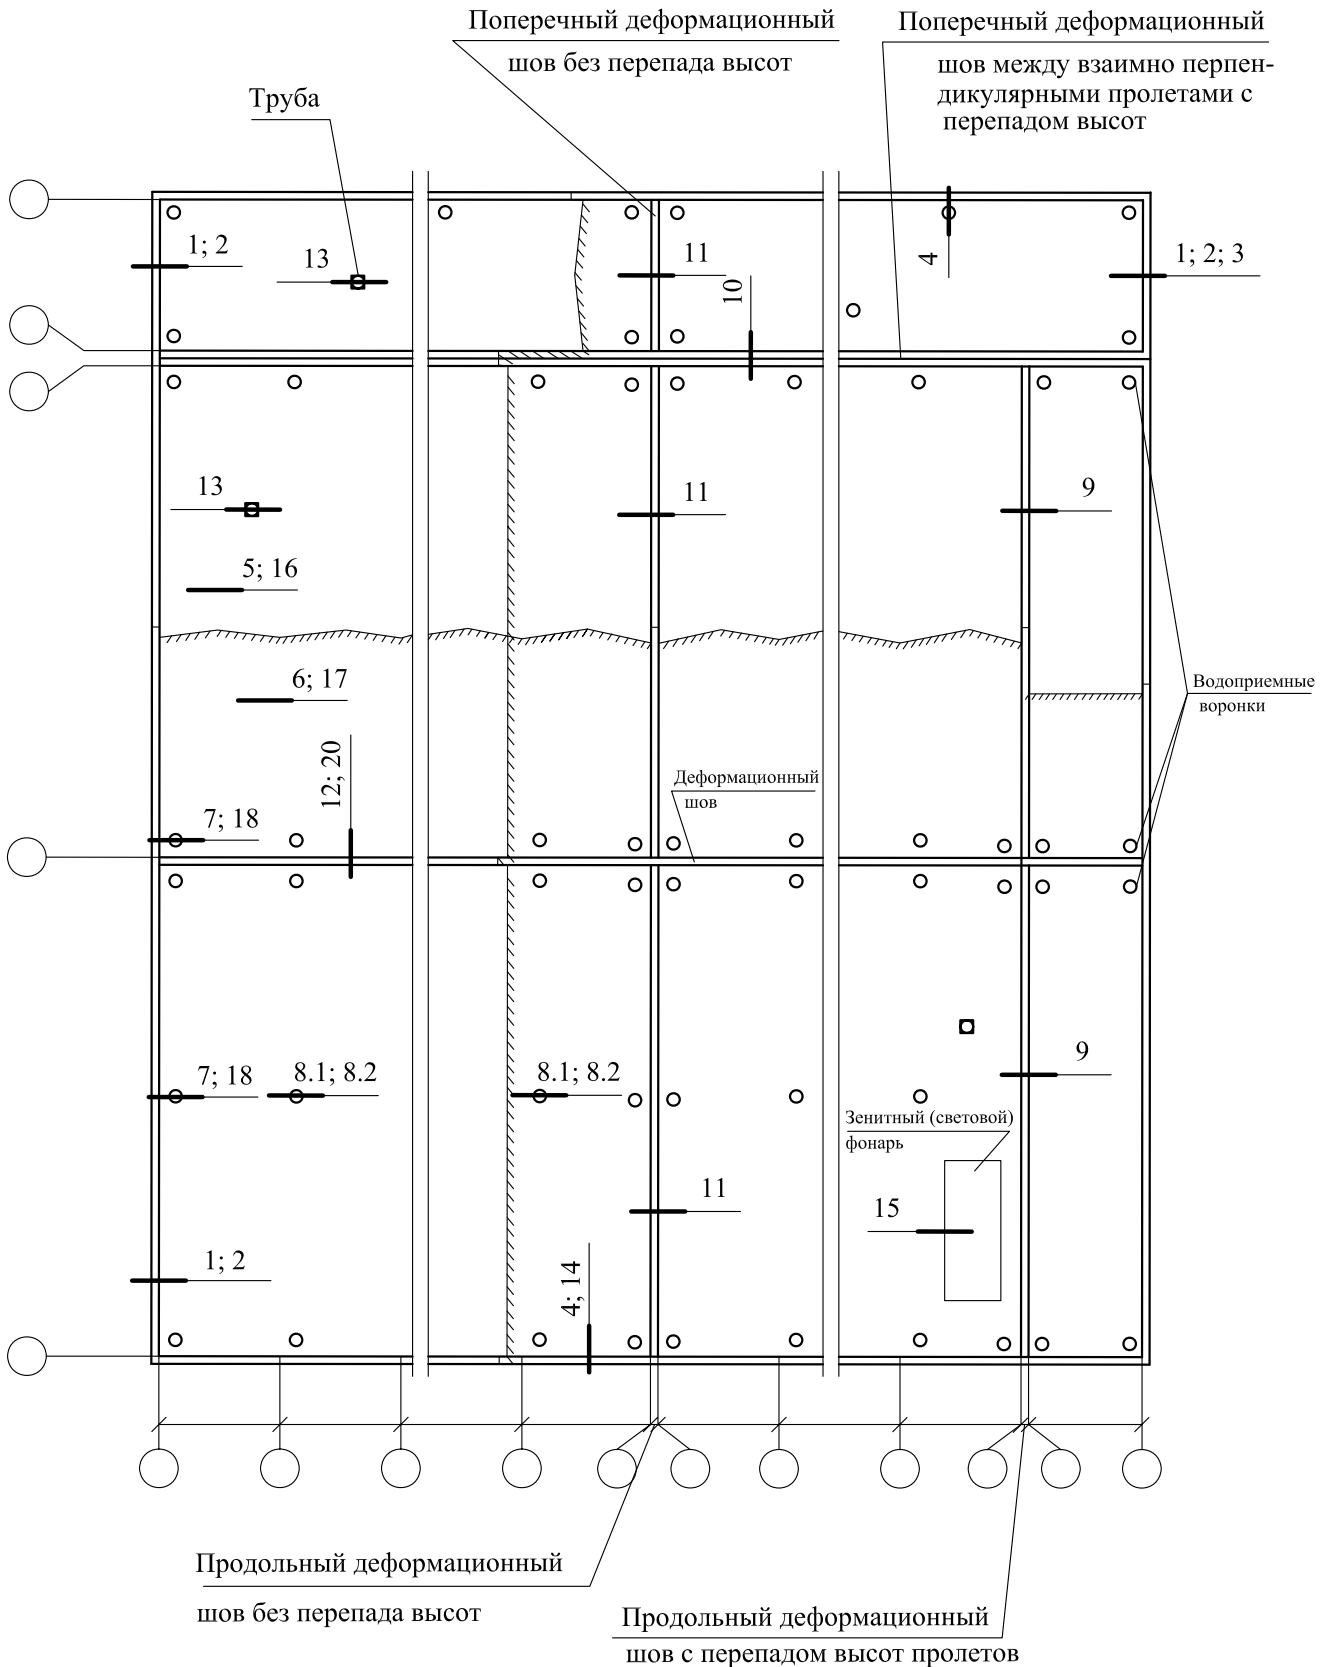 Поперечный деформационный
шов без перепада высот
Поперечный деформационный
шов между взаимно перпен-
дикулярными пролетами с
перепадом высот
Труба
1; 2
13
11
10
4
1; 2; 3
13
11
9
5; 16
6; 17
Водоприемные
воронки
12; 20
Деформационный
шов
7; 18
7; 18
8.1; 8.2
8.1; 8.2
9
Зенитный (световой)
фонарь
11
15
1; 2
4; 14
Продольный деформационный
шов без перепада высот
Продольный деформационный
шов с перепадом высот пролетов